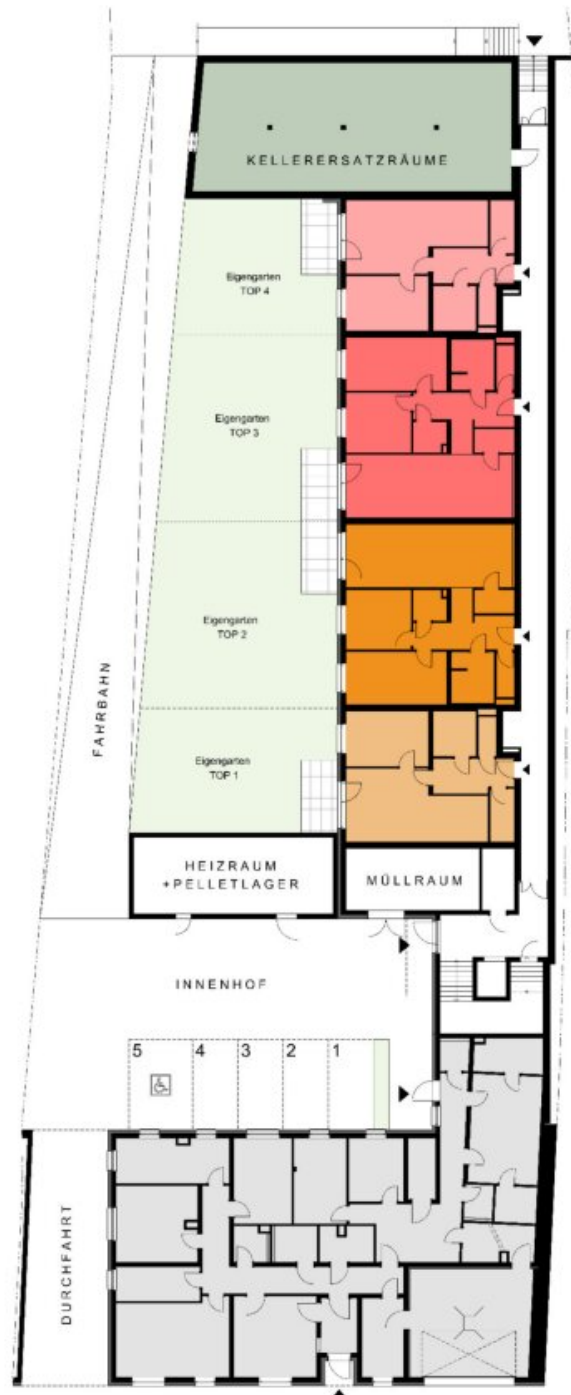 KELLERERSATZRÄUME
Eigengarten
TOP 4
Eigengarten
TOP 3
Eigengarten
TOP 2
Eigengarten
TOP 1
FAHRBAHN
HEIZRAUM
+PELLETLAGER
MÜLLRAUM
INNENHOF
5 4 3 2 1
DURCHFAHRT